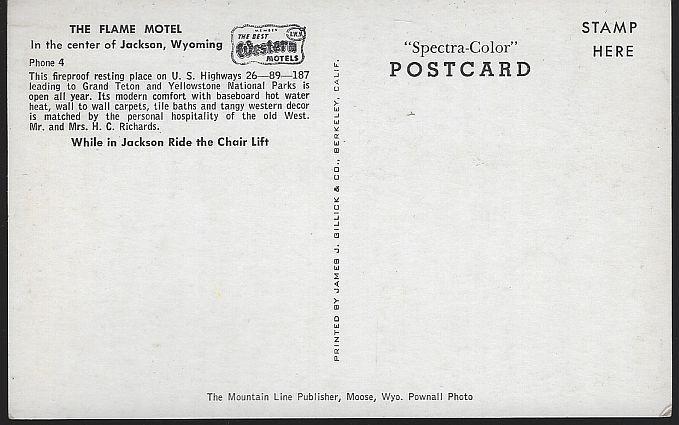 THE FLAME MOTEL
In the center of Jackson, Wyoming
MEMBER
THE BEST
Western
MOTELS
Phone 4
This fireproof resting place on U. S. Highways 26—89—187
leading to Grand Teton and Yellowstone National Parks is
open all year. Its modern comfort with baseboard hot water
heat, wall to wall carpets, tile baths and tangy western decor
is matched by the personal hospitality of the old West.
Mr. and Mrs. H. C. Richards.
While in Jackson Ride the Chair Lift
PRINTED BY JAMES J. GILLICK & CO., BERKELEY, CALIF.
"Spectra-Color"
POSTCARD
STAMP
HERE
The Mountain Line Publisher, Moose, Wyo. Pownall Photo